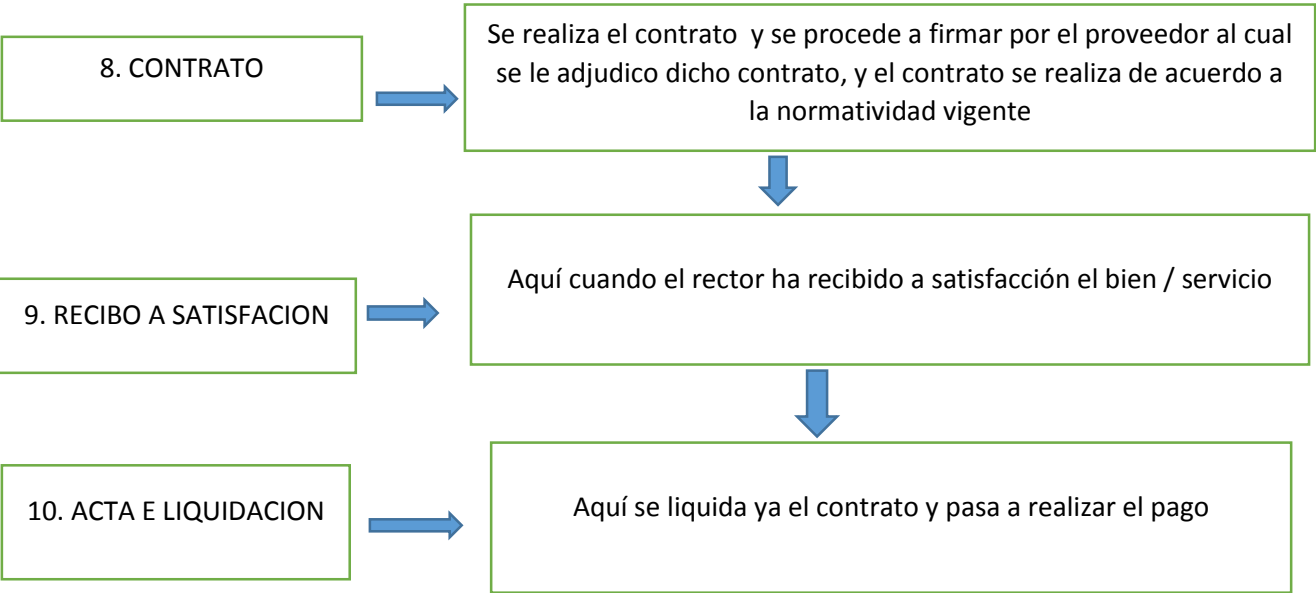 8. CONTRATO
Se realiza el contrato y se procede a firmar por el proveedor al cual
se le adjudico dicho contrato, y el contrato se realiza de acuerdo a
la normatividad vigente
9. RECIBO A SATISFACION
Aquí cuando el rector ha recibido a satisfacción el bien / servicio
10. ACTA E LIQUIDACION
Aquí se liquida ya el contrato y pasa a realizar el pago